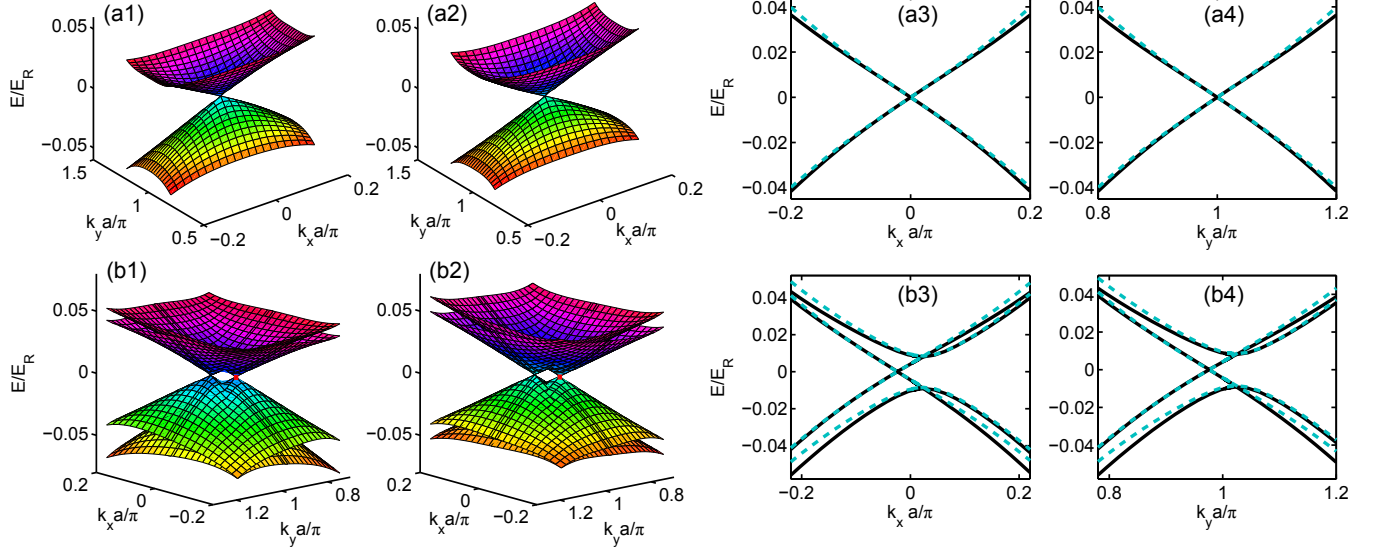 (a1)
0.05
0
−0.05
E/E_R
1.5
1
0.5
k_y a/π
−0.2
0
0.2
k_x a/π
(a2)
0.05
0
−0.05
1.5
1
0.5
k_y a/π
−0.2
0
0.2
k_x a/π
(a3)
0.04
0.02
0
−0.02
−0.04
E/E_R
−0.2
0
0.2
k_x a/π
(a4)
0.04
0.02
0
−0.02
−0.04
0.8
1
1.2
k_y a/π
(b1)
0.05
0
−0.05
E/E_R
0.2
0
−0.2
k_x a/π
1.2
1
0.8
k_y a/π
(b2)
0.05
0
−0.05
0.2
0
−0.2
k_x a/π
1.2
1
0.8
k_y a/π
(b3)
0.04
0.02
0
−0.02
−0.04
E/E_R
−0.2
0
0.2
k_x a/π
(b4)
0.04
0.02
0
−0.02
−0.04
0.8
1
1.2
k_y a/π